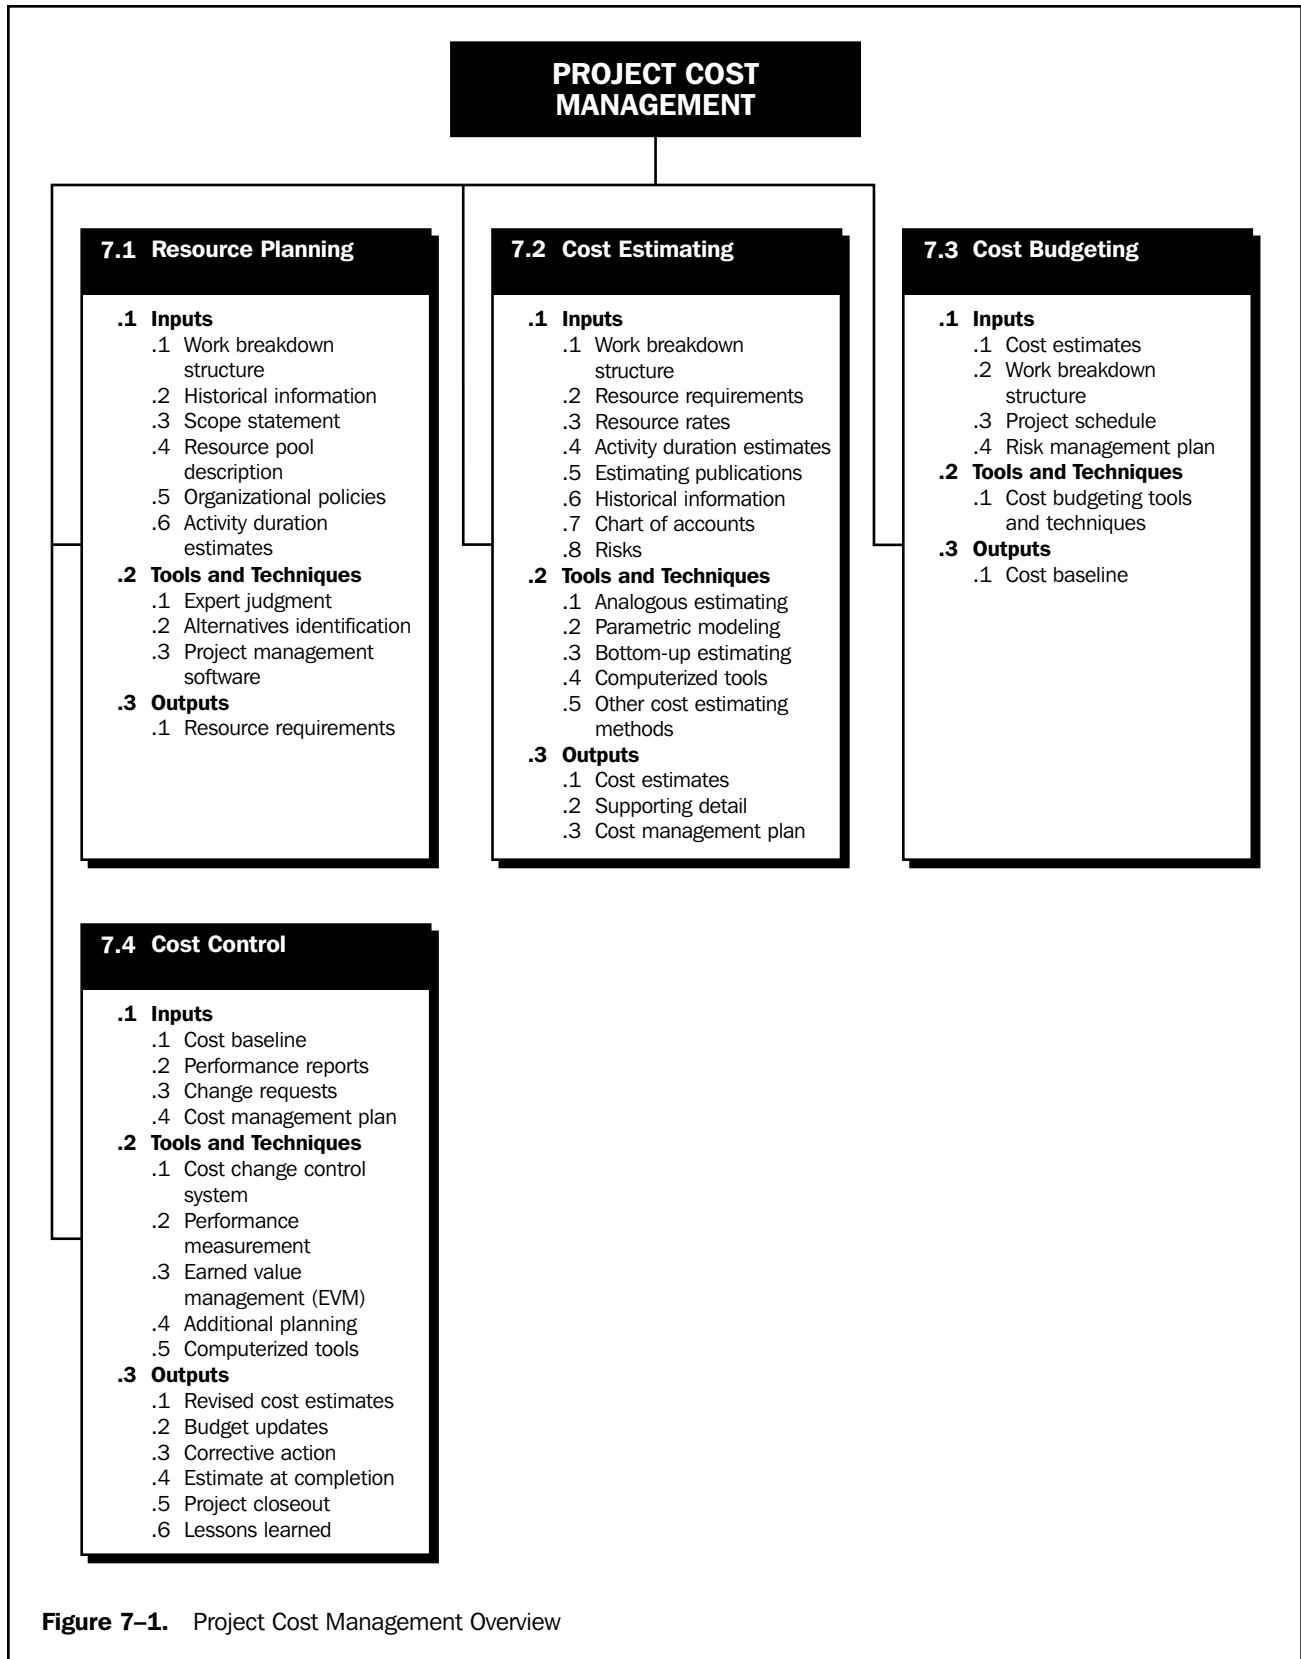 PROJECT COST
MANAGEMENT
7.1 Resource Planning
.1 Inputs
.1 Work breakdown
structure
.2 Historical information
.3 Scope statement
.4 Resource pool
description
.5 Organizational policies
.6 Activity duration
estimates
.2 Tools and Techniques
.1 Expert judgment
.2 Alternatives identification
.3 Project management
software
.3 Outputs
.1 Resource requirements
7.2 Cost Estimating
.1 Inputs
.1 Work breakdown
structure
.2 Resource requirements
.3 Resource rates
.4 Activity duration estimates
.5 Estimating publications
.6 Historical information
.7 Chart of accounts
.8 Risks
.2 Tools and Techniques
.1 Analogous estimating
.2 Parametric modeling
.3 Bottom-up estimating
.4 Computerized tools
.5 Other cost estimating
methods
.3 Outputs
.1 Cost estimates
.2 Supporting detail
.3 Cost management plan
7.3 Cost Budgeting
.1 Inputs
.1 Cost estimates
.2 Work breakdown
structure
.3 Project schedule
.4 Risk management plan
.2 Tools and Techniques
.1 Cost budgeting tools
and techniques
.3 Outputs
.1 Cost baseline
7.4 Cost Control
.1 Inputs
.1 Cost baseline
.2 Performance reports
.3 Change requests
.4 Cost management plan
.2 Tools and Techniques
.1 Cost change control
system
.2 Performance
measurement
.3 Earned value
management (EVM)
.4 Additional planning
.5 Computerized tools
.3 Outputs
.1 Revised cost estimates
.2 Budget updates
.3 Corrective action
.4 Estimate at completion
.5 Project closeout
.6 Lessons learned
Figure 7–1. Project Cost Management Overview